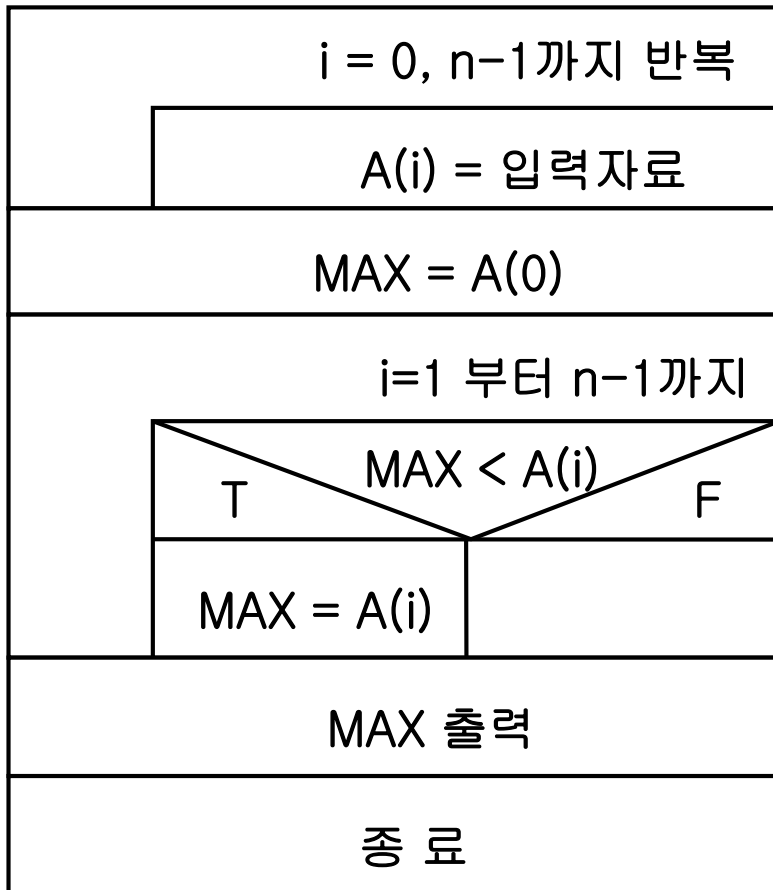 i = 0, n-1까지 반복
A(i) = 입력자료
MAX = A(0)
i=1 부터 n-1까지
MAX < A(i)
T
F
MAX = A(i)
MAX 출력
종 료